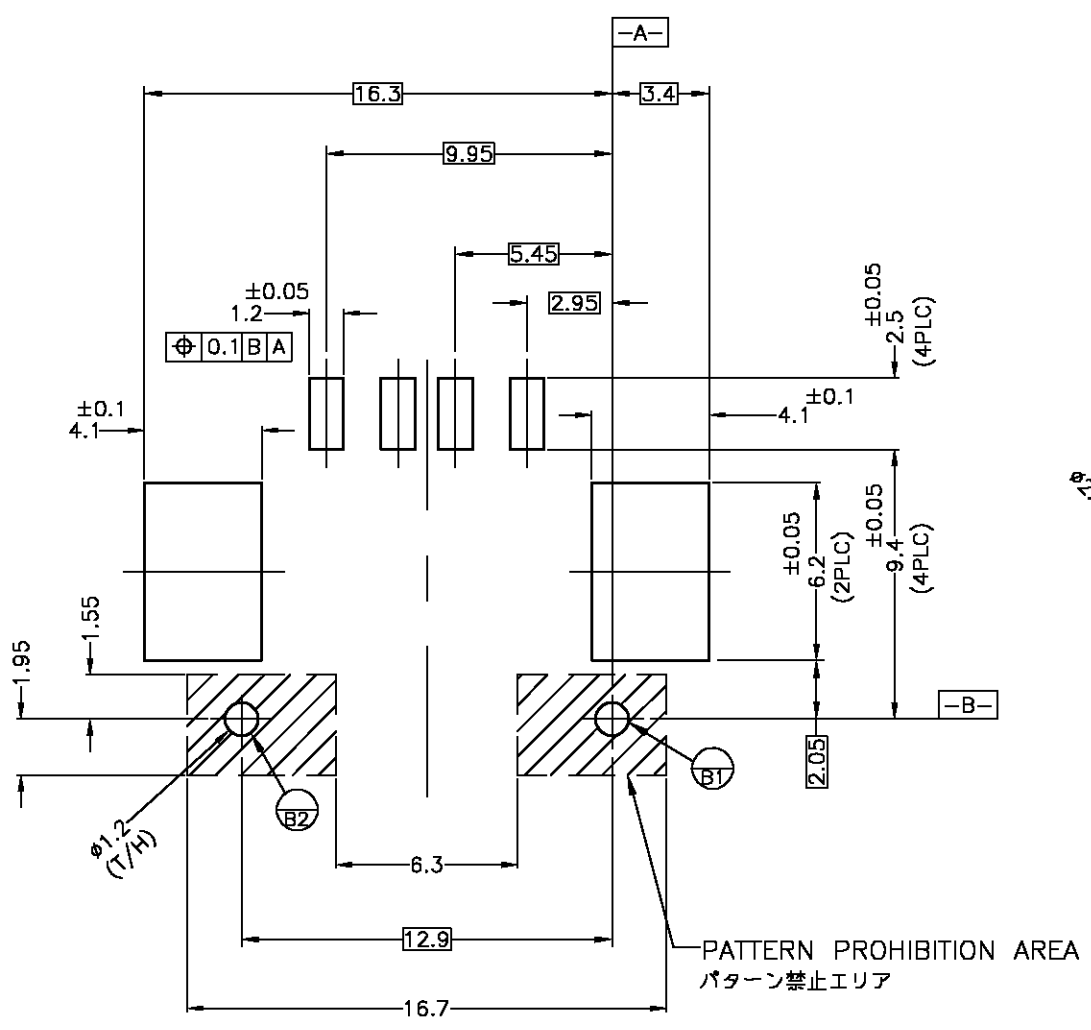 -A-
16.3
3.4
9.95
5.45
±0.05
1.2
2.95
±0.05
2.5
(4PLC)
⌖ 0.1 B A
±0.1
4.1
4.1 ±0.1
±0.05
6.2
(2PLC)
±0.05
9.4
(4PLC)
1.55
1.95
-B-
2.05
B1
B2
ø1.2
(T/H)
6.3
12.9
PATTERN PROHIBITION AREA
パターン禁止エリア
16.7